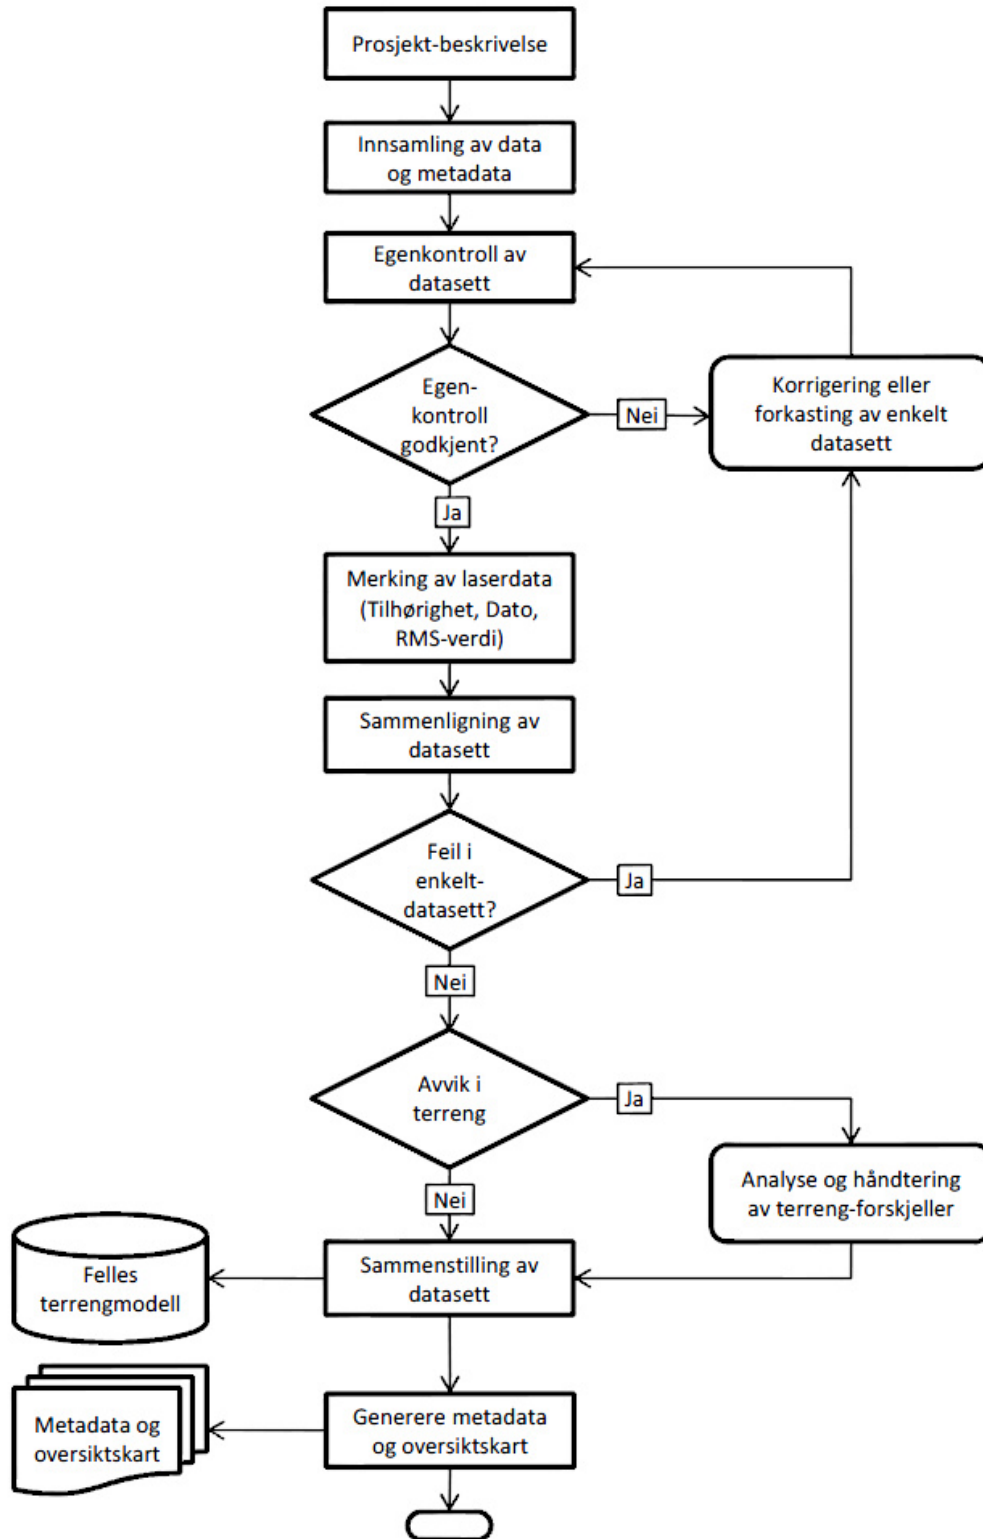 Prosjekt-beskrivelse
Innsamling av data
og metadata
Egenkontroll av
datasett
Egen-
kontroll
godkjent?
Nei
Korrigering eller
forkasting av enkelt
datasett
Ja
Merking av laserdata
(Tilhørighet, Dato,
RMS-verdi)
Sammenligning av
datasett
Feil i
enkelt-
datasett?
Ja
Nei
Avvik i
terreng
Ja
Analyse og håndtering
av terreng-forskjeller
Nei
Sammenstilling av
datasett
Felles
terrengmodell
Generere metadata
og oversiktskart
Metadata og
oversiktskart